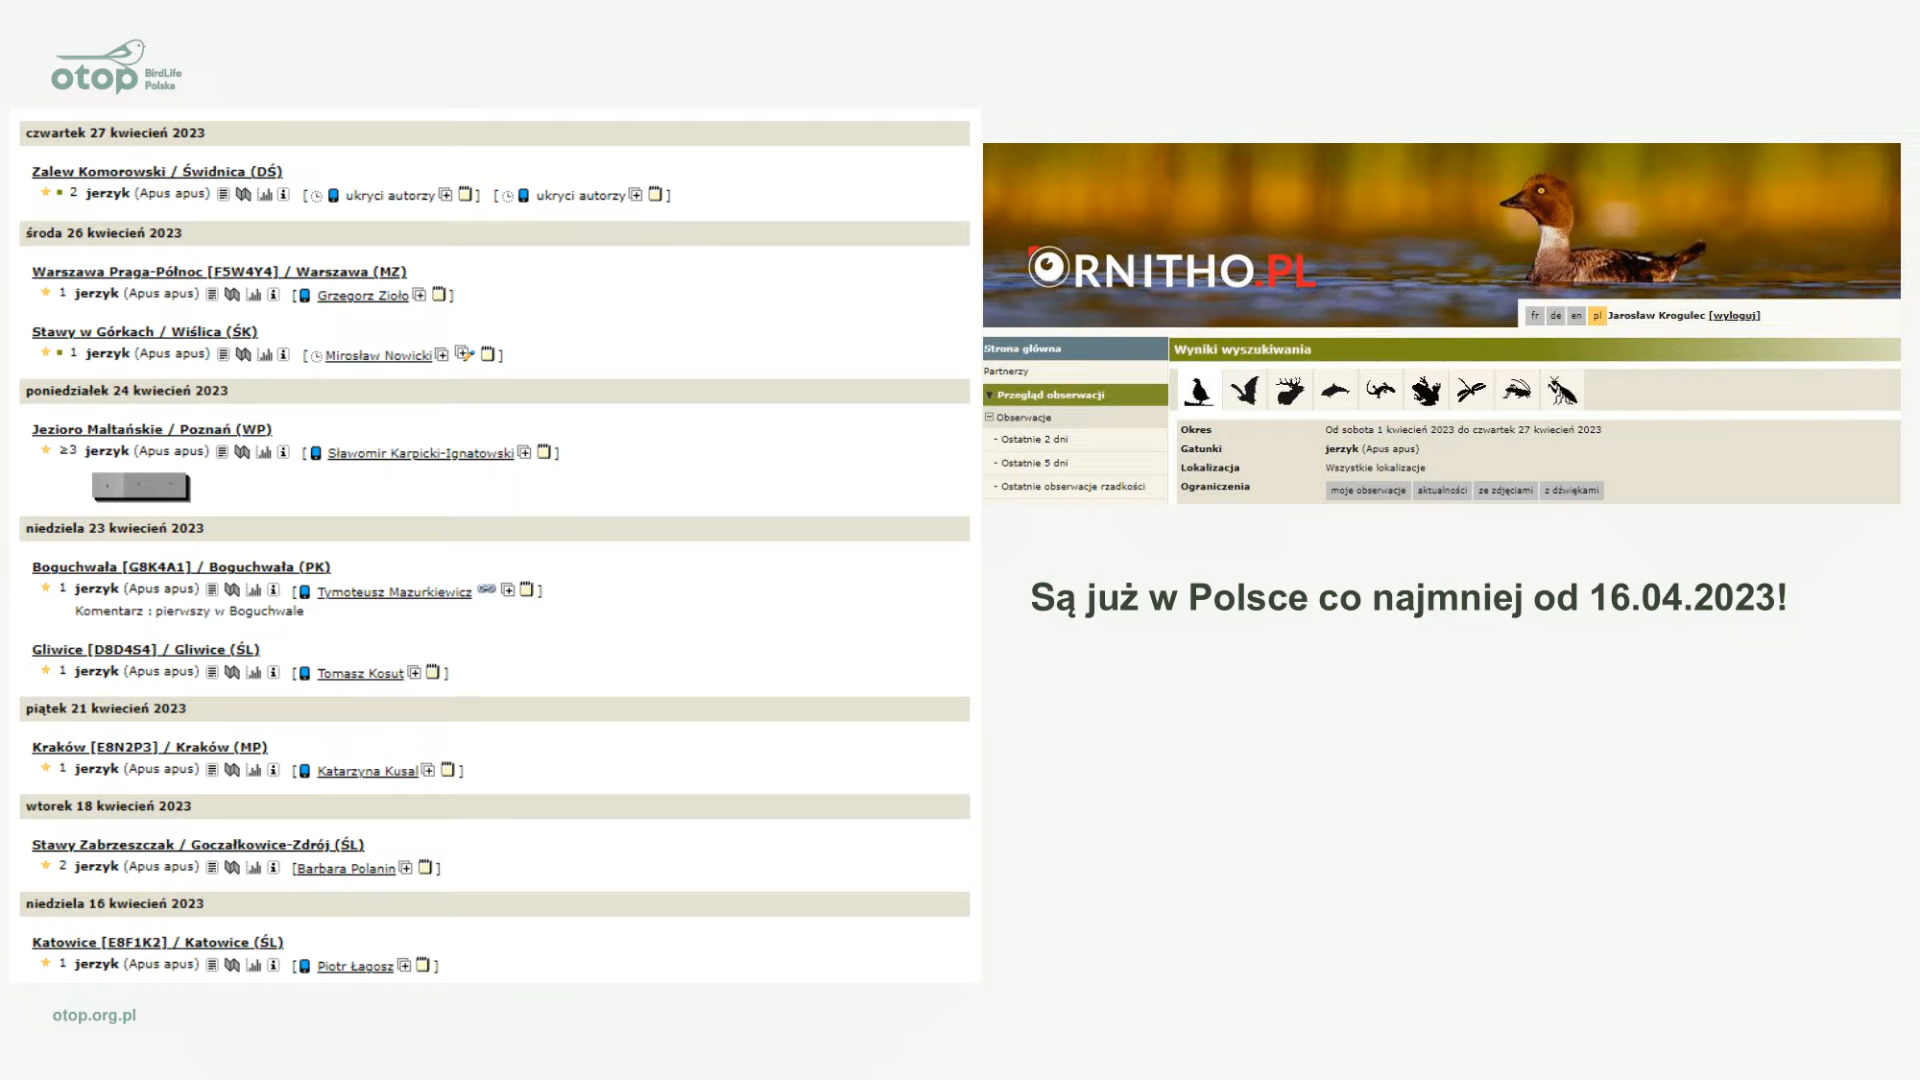 otop BirdLife
Polska
czwartek 27 kwiecień 2023
Zalew Komorowski / Świdnica (DŚ)
2 jerzyk (Apus apus) [ ukryci autorzy ] [ ukryci autorzy ]
środa 26 kwiecień 2023
Warszawa Praga-Północ [F5W4Y4] / Warszawa (MZ)
1 jerzyk (Apus apus) [ Grzegorz Zioło ]
Stawy w Górkach / Wiślica (ŚK)
1 jerzyk (Apus apus) [ Mirosław Nowicki ]
poniedziałek 24 kwiecień 2023
Jezioro Maltańskie / Poznań (WP)
≥3 jerzyk (Apus apus) [ Sławomir Karpicki-Ignatowski ]
niedziela 23 kwiecień 2023
Boguchwała [G8K4A1] / Boguchwała (PK)
1 jerzyk (Apus apus) [ Tymoteusz Mazurkiewicz ]
Komentarz : pierwszy w Boguchwale
Gliwice [D8D4S4] / Gliwice (ŚL)
1 jerzyk (Apus apus) [ Tomasz Kosut ]
piątek 21 kwiecień 2023
Kraków [E8N2P3] / Kraków (MP)
1 jerzyk (Apus apus) [ Katarzyna Kusal ]
wtorek 18 kwiecień 2023
Stawy Zabrzeszczak / Goczałkowice-Zdrój (ŚL)
2 jerzyk (Apus apus) [Barbara Polanin ]
niedziela 16 kwiecień 2023
Katowice [E8F1K2] / Katowice (ŚL)
1 jerzyk (Apus apus) [ Piotr Łagosz ]
otop.org.pl
ORNITHO.PL
fr de en pl Jarosław Krogulec [wyloguj]
Strona główna
Partnerzy
Przegląd obserwacji
Obserwacje
- Ostatnie 2 dni
- Ostatnie 5 dni
- Ostatnie obserwacje rzadkości
Wyniki wyszukiwania
Okres Od sobota 1 kwiecień 2023 do czwartek 27 kwiecień 2023
Gatunki jerzyk (Apus apus)
Lokalizacja Wszystkie lokalizacje
Ograniczenia moje obserwacje aktualności ze zdjęciami z dźwiękami
Są już w Polsce co najmniej od 16.04.2023!